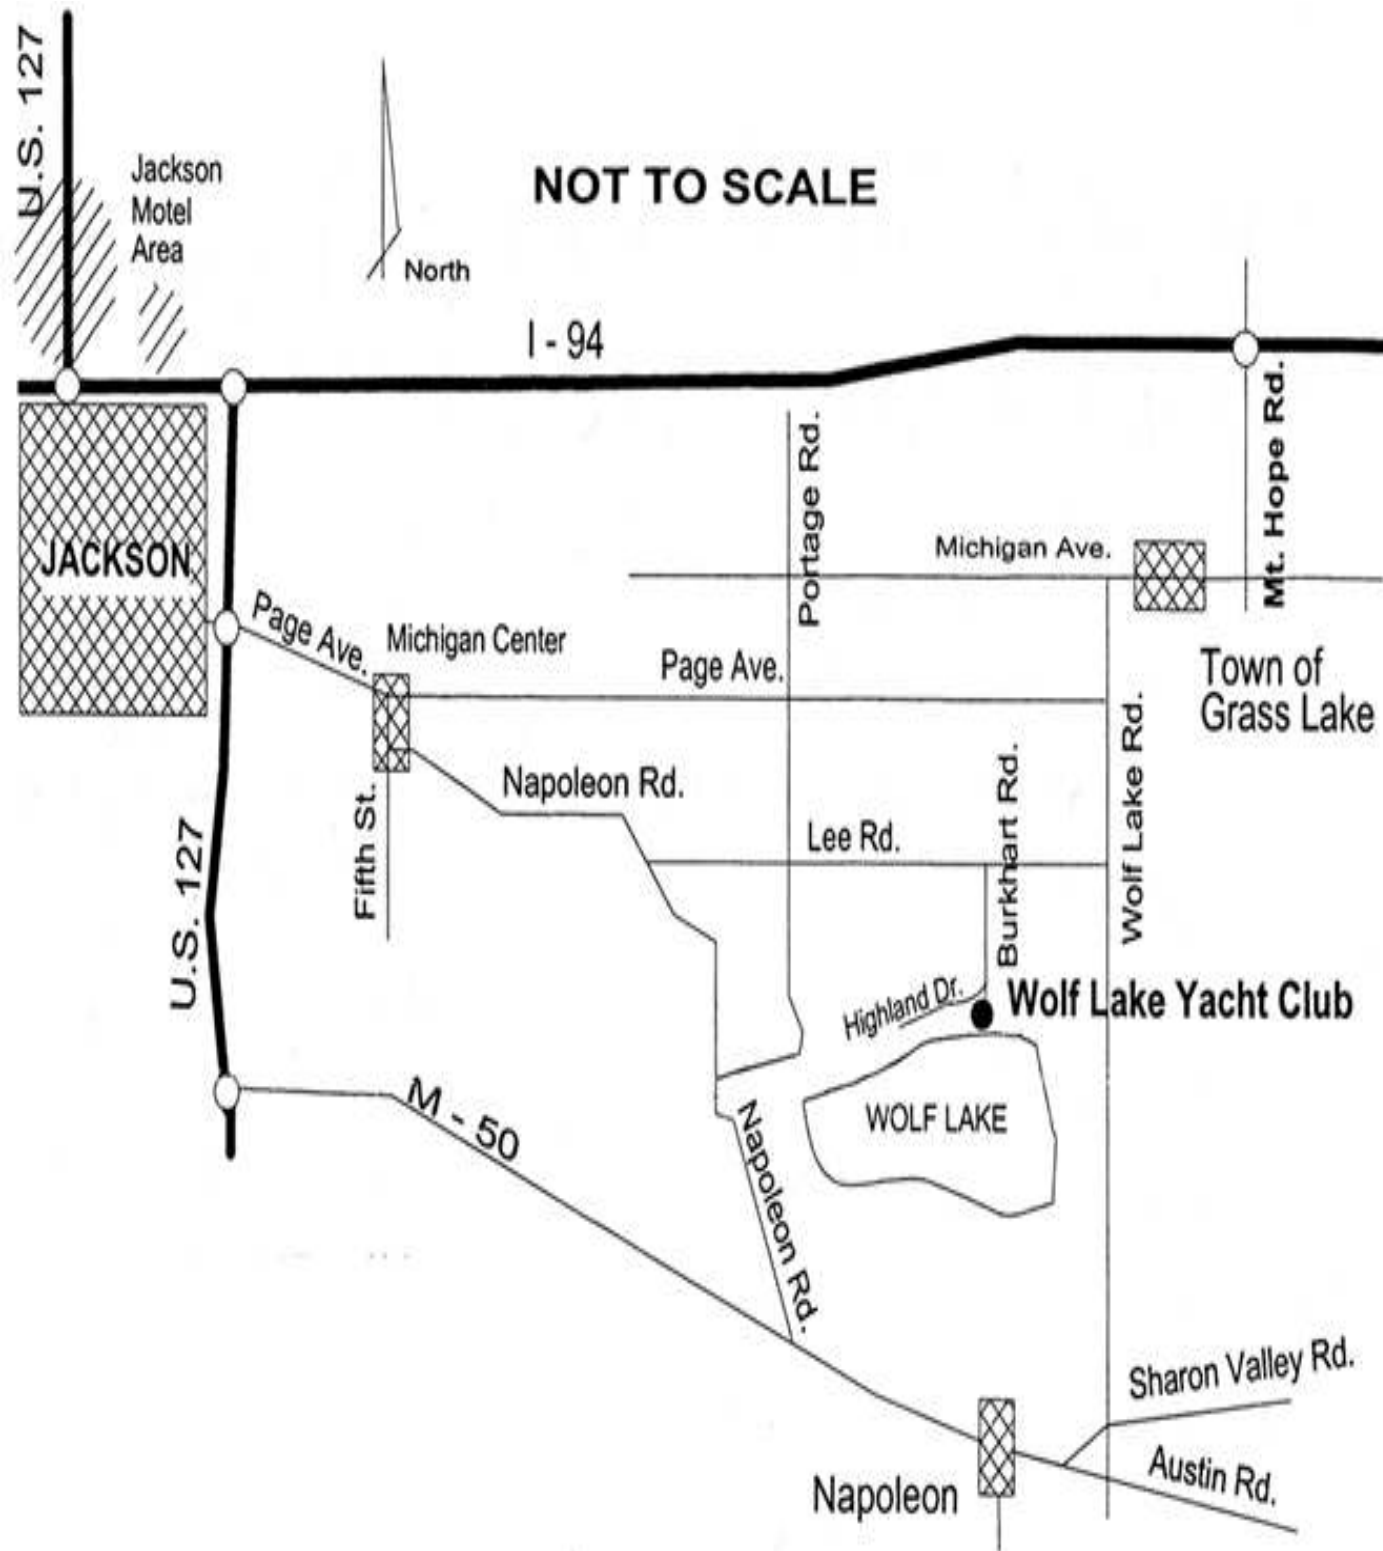 U.S. 127
Jackson
Motel
Area
North
NOT TO SCALE
I - 94
Mt. Hope Rd.
Portage Rd.
Michigan Ave.
JACKSON
Page Ave.
Michigan Center
Page Ave.
Town of
Grass Lake
Wolf Lake Rd.
Napoleon Rd.
Fifth St.
Lee Rd.
Burkhart Rd.
U.S. 127
Highland Dr.
Wolf Lake Yacht Club
M - 50
WOLF LAKE
Napoleon Rd.
Sharon Valley Rd.
Austin Rd.
Napoleon